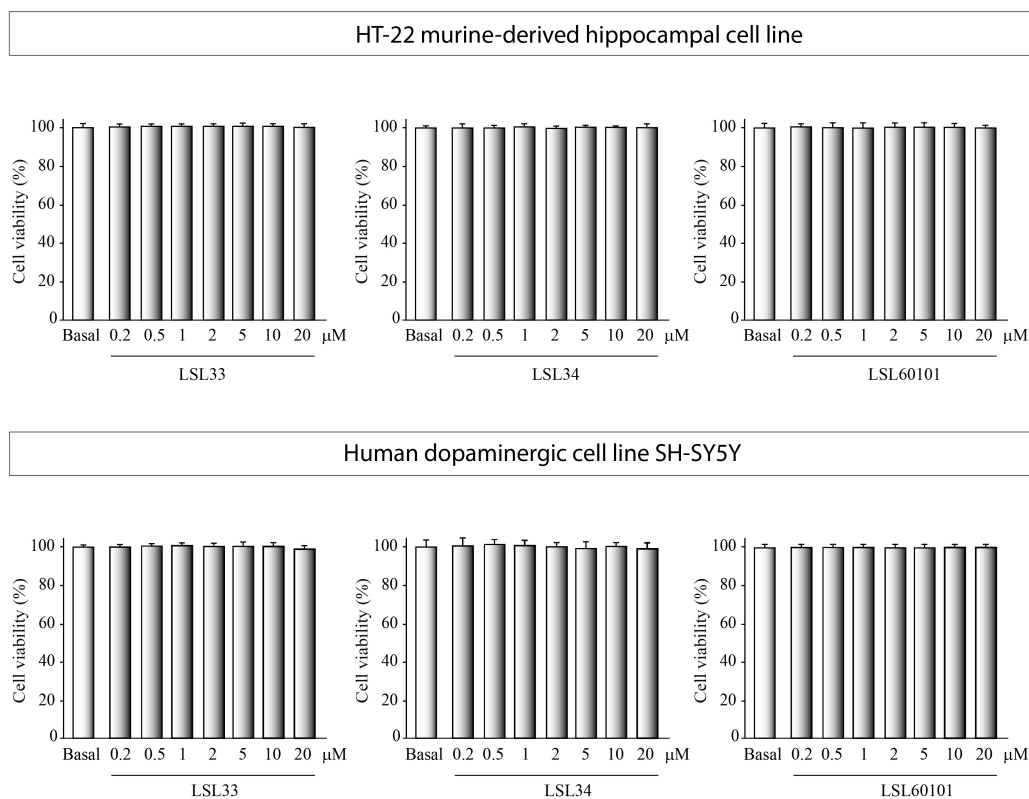 HT-22 murine-derived hippocampal cell line
Cell viability (%)
100
80
60
40
20
0
Basal 0.2 0.5 1 2 5 10 20 μM
LSL33
Cell viability (%)
100
80
60
40
20
0
Basal 0.2 0.5 1 2 5 10 20 μM
LSL34
Cell viability (%)
100
80
60
40
20
0
Basal 0.2 0.5 1 2 5 10 20 μM
LSL60101
Human dopaminergic cell line SH-SY5Y
Cell viability (%)
100
80
60
40
20
0
Basal 0.2 0.5 1 2 5 10 20 μM
LSL33
Cell viability (%)
100
80
60
40
20
0
Basal 0.2 0.5 1 2 5 10 20 μM
LSL34
Cell viability (%)
100
80
60
40
20
0
Basal 0.2 0.5 1 2 5 10 20 μM
LSL60101